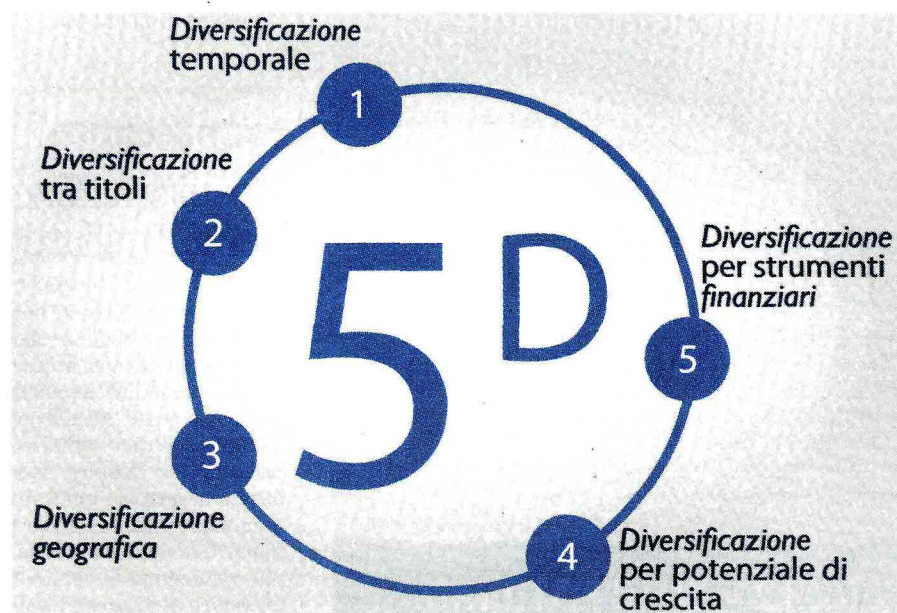 Diversificazione
temporale
1
Diversificazione
tra titoli
2
3
Diversificazione
geografica
4
Diversificazione
per potenziale di
crescita
Diversificazione
per strumenti
finanziari
5
5 D